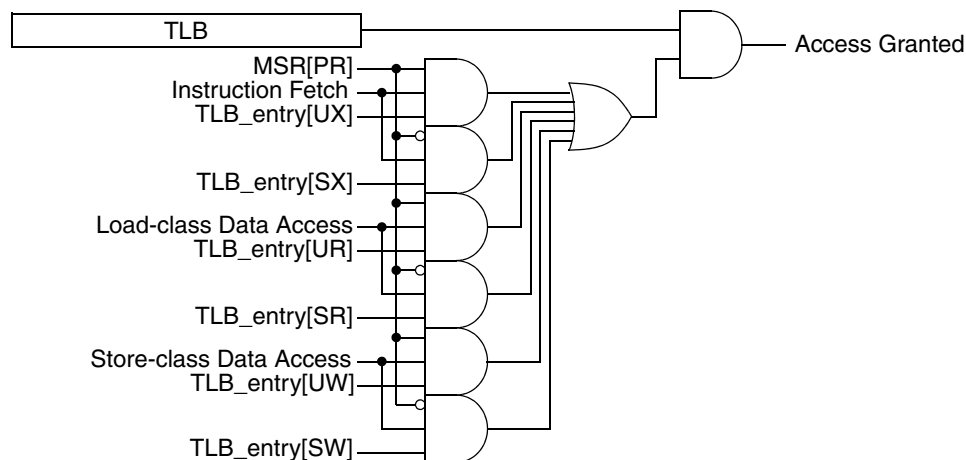 TLB
Access Granted
MSR[PR]
Instruction Fetch
TLB_entry[UX]
TLB_entry[SX]
Load-class Data Access
TLB_entry[UR]
TLB_entry[SR]
Store-class Data Access
TLB_entry[UW]
TLB_entry[SW]